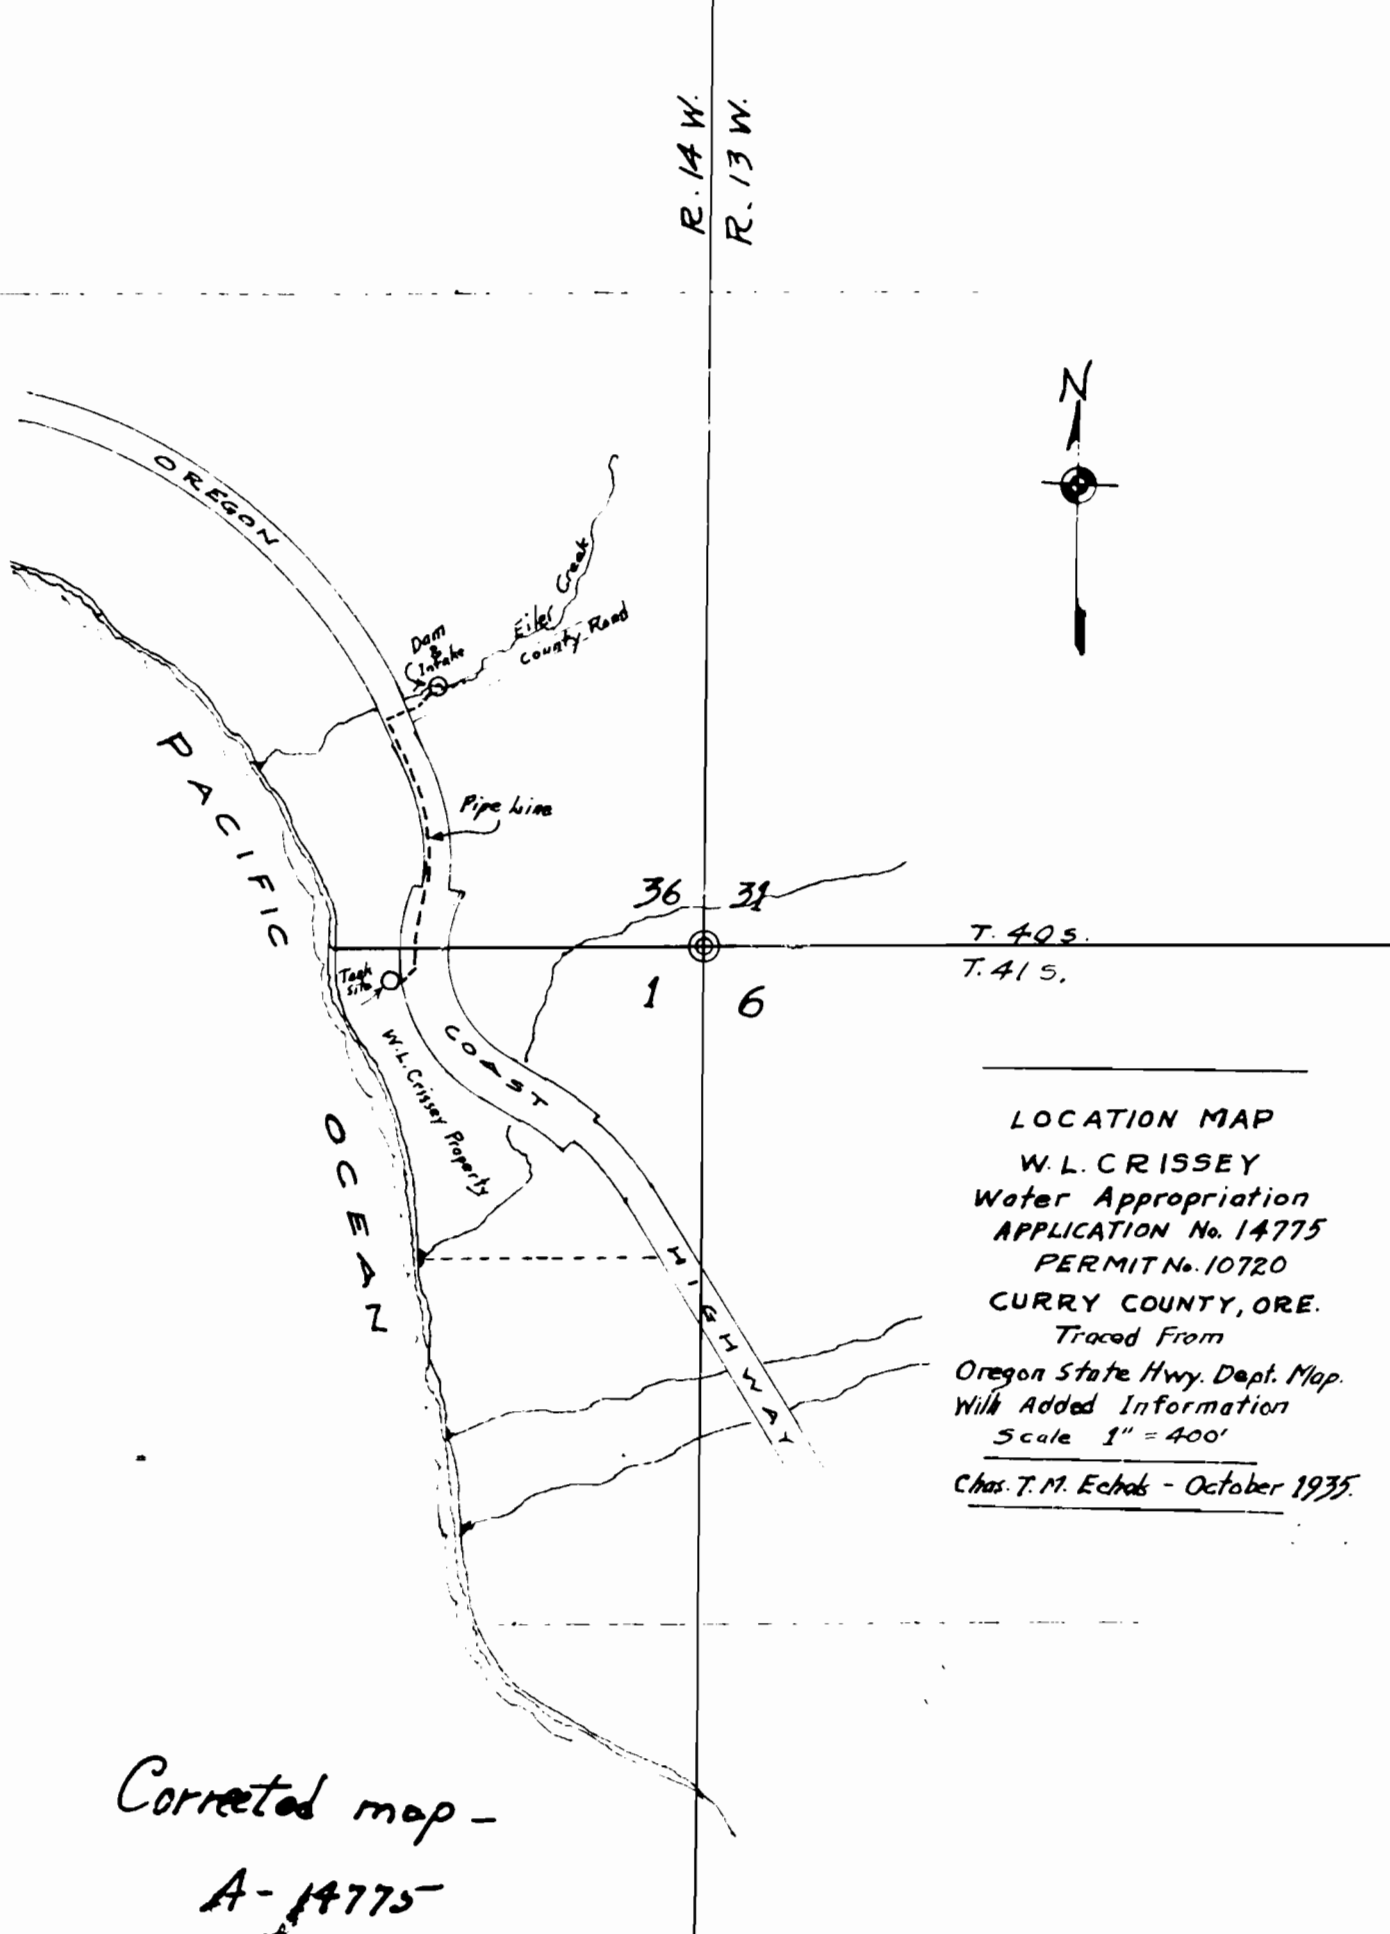 R. 14 W.
R. 13 W.
N
OREGON
Dam
&
Intake
Eiler Creek
County Road
PACIFIC
Pipe Line
36 31
T. 40 S.
T. 41 S.
1 6
Tank
Site
W.L. Crissey Property
COAST
OCEAN
HIGHWAY
LOCATION MAP
W. L. CRISSEY
Water Appropriation
APPLICATION No. 14775
PERMIT No. 10720
CURRY COUNTY, ORE.
Traced From
Oregon State Hwy. Dept. Map.
With Added Information
Scale 1" = 400'
Chas. T. M. - October 1935.
Corrected map -
A - 14775